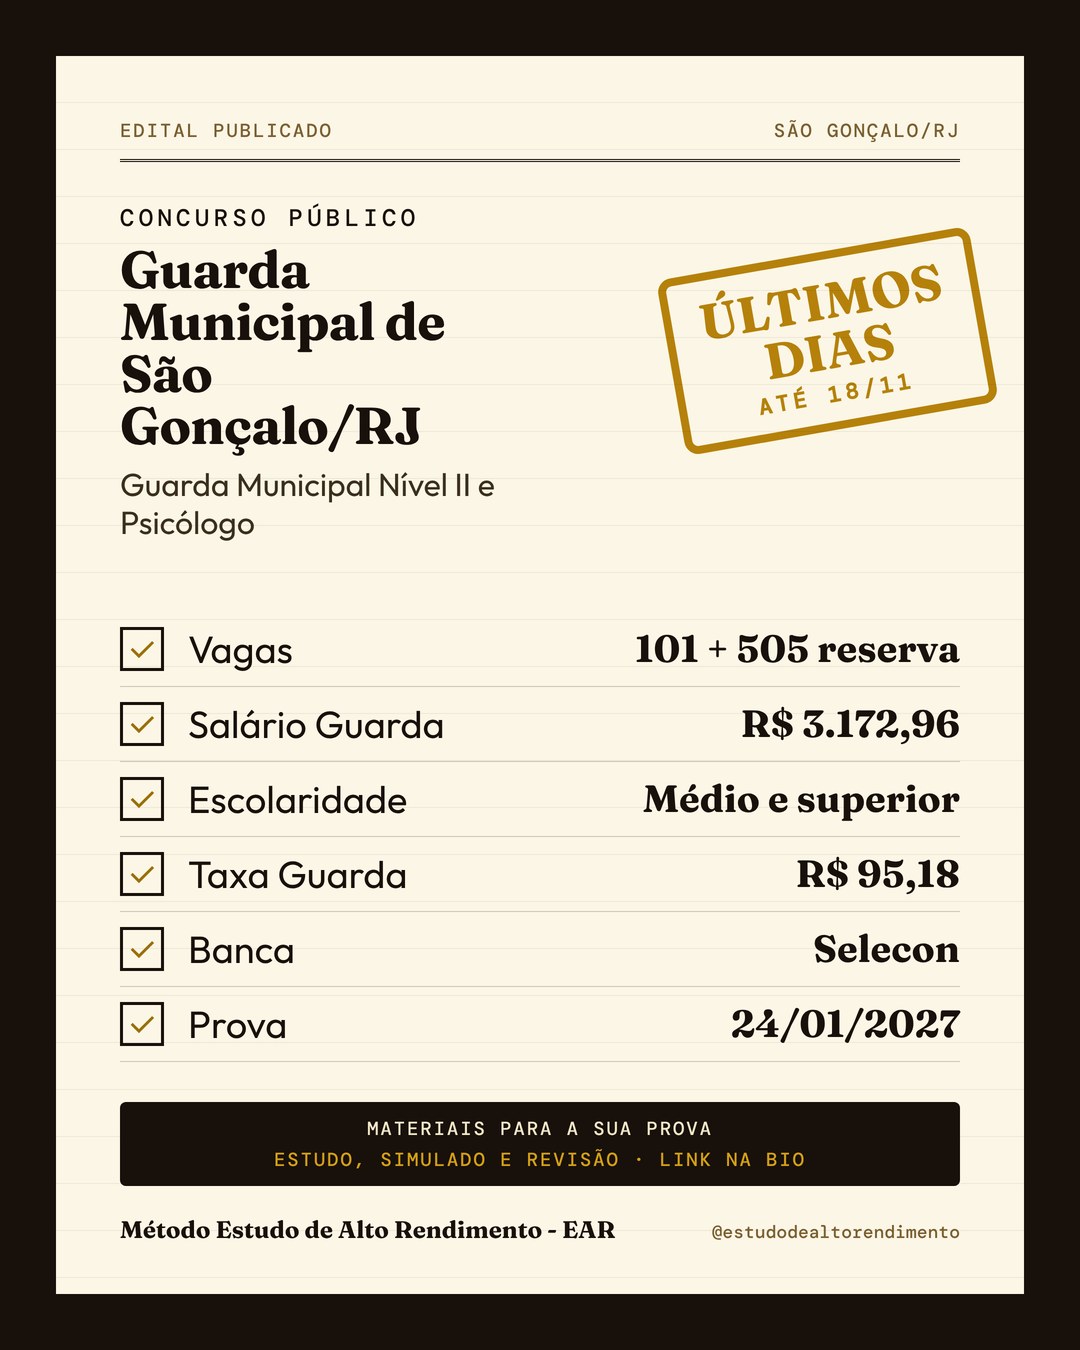 EDITAL PUBLICADO
SÃO GONÇALO/RJ
CONCURSO PÚBLICO
Guarda
Municipal de
São
Gonçalo/RJ
Guarda Municipal Nível II e
Psicólogo
ÚLTIMOS
DIAS
ATÉ 18/11
Vagas 101 + 505 reserva
Salário Guarda R$ 3.172,96
Escolaridade Médio e superior
Taxa Guarda R$ 95,18
Banca Selecon
Prova 24/01/2027
MATERIAIS PARA A SUA PROVA
ESTUDO, SIMULADO E REVISÃO · LINK NA BIO
Método Estudo de Alto Rendimento - EAR
@estudodealtorendimento